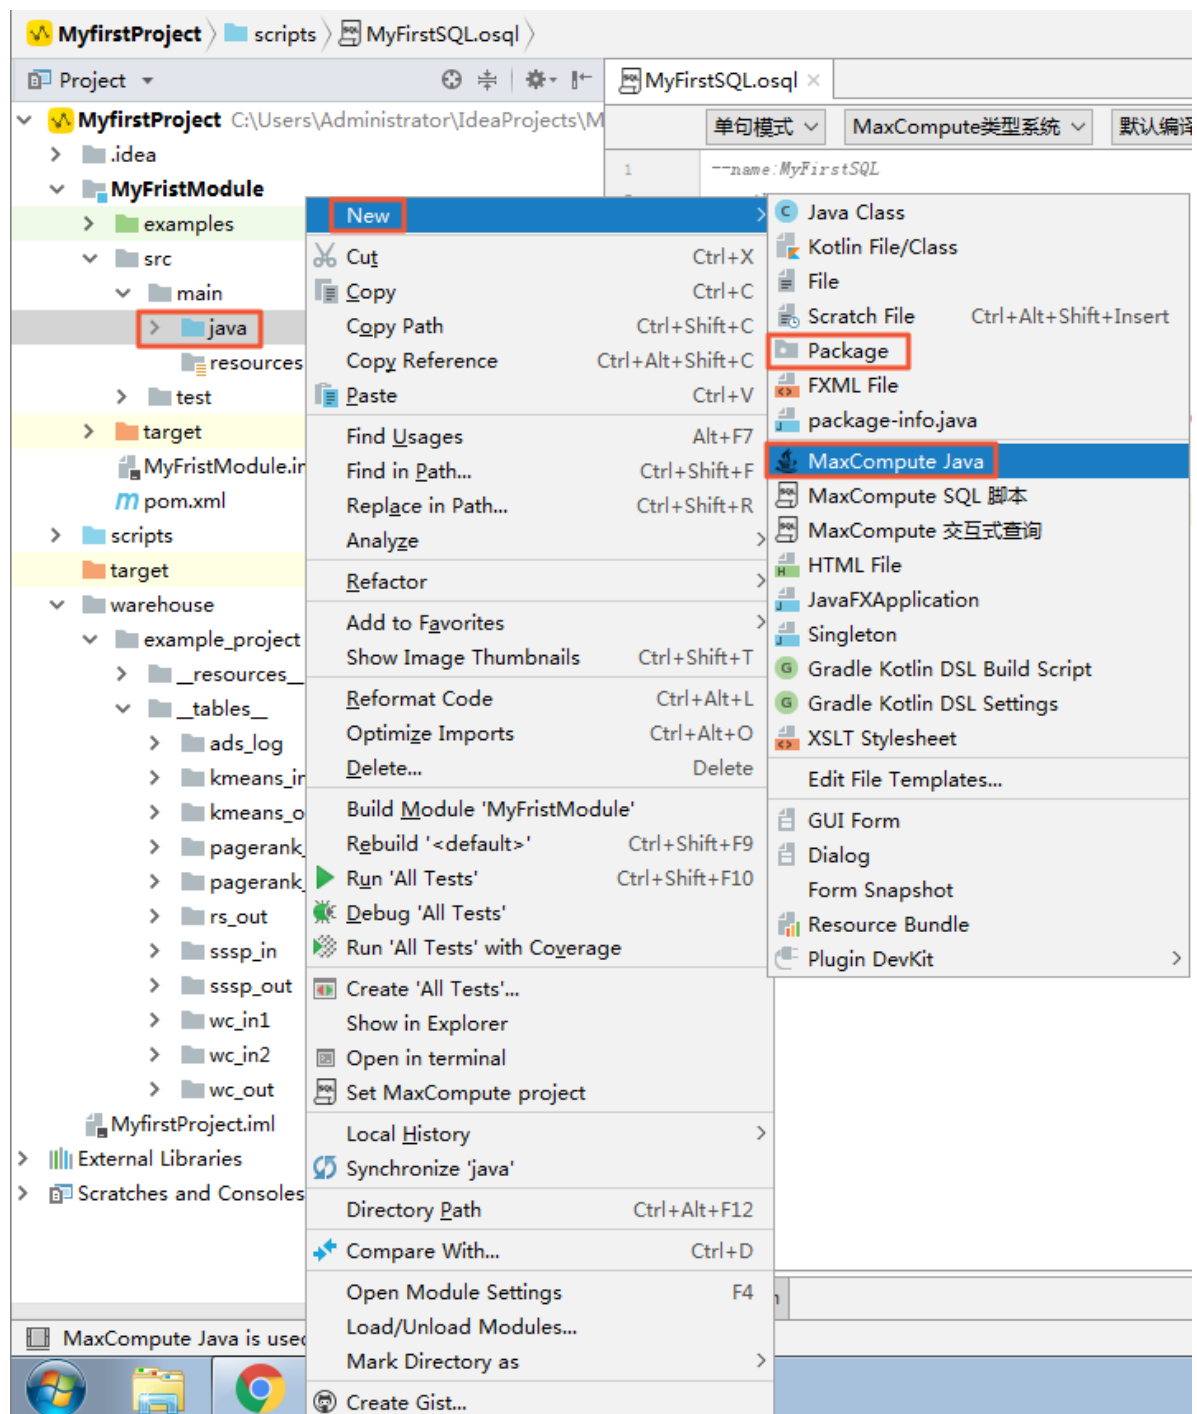 MyfirstProject scripts MyFirstSQL.osql
Project
MyFirstSQL.osql
单句模式 MaxCompute类型系统 默认编译
1 --name:MyFirstSQL
MyfirstProject C:\Users\Administrator\IdeaProjects\M
.idea
MyFristModule
examples
src
main
java
resources
test
target
MyFristModule.in
pom.xml
scripts
target
warehouse
example_project
__resources__
__tables__
ads_log
kmeans_in
kmeans_o
pagerank_
pagerank_
rs_out
sssp_in
sssp_out
wc_in1
wc_in2
wc_out
MyfirstProject.iml
External Libraries
Scratches and Consoles
New
Cut Ctrl+X
Copy Ctrl+C
Copy Path Ctrl+Shift+C
Copy Reference Ctrl+Alt+Shift+C
Paste Ctrl+V
Find Usages Alt+F7
Find in Path... Ctrl+Shift+F
Replace in Path... Ctrl+Shift+R
Analyze
Refactor
Add to Favorites
Show Image Thumbnails Ctrl+Shift+T
Reformat Code Ctrl+Alt+L
Optimize Imports Ctrl+Alt+O
Delete... Delete
Build Module 'MyFristModule'
Rebuild '<default>' Ctrl+Shift+F9
Run 'All Tests' Ctrl+Shift+F10
Debug 'All Tests'
Run 'All Tests' with Coverage
Create 'All Tests'...
Show in Explorer
Open in terminal
Set MaxCompute project
Local History
Synchronize 'java'
Directory Path Ctrl+Alt+F12
Compare With... Ctrl+D
Open Module Settings F4
Load/Unload Modules...
Mark Directory as
Create Gist...
Java Class
Kotlin File/Class
File
Scratch File Ctrl+Alt+Shift+Insert
Package
FXML File
package-info.java
MaxCompute Java
MaxCompute SQL 脚本
MaxCompute 交互式查询
HTML File
JavaFXApplication
Singleton
Gradle Kotlin DSL Build Script
Gradle Kotlin DSL Settings
XSLT Stylesheet
Edit File Templates...
GUI Form
Dialog
Form Snapshot
Resource Bundle
Plugin DevKit
MaxCompute Java is used